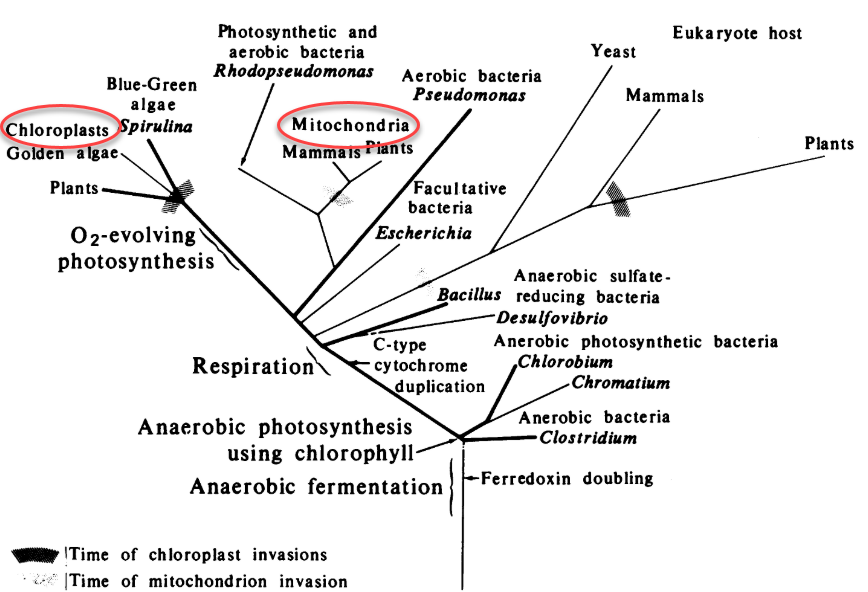 Photosynthetic and
aerobic bacteria
Rhodopseudomonas
Eukaryote host
Yeast
Mammals
Plants
Aerobic bacteria
Pseudomonas
Blue-Green
algae
Spirulina
Chloroplasts
Golden algae
Plants
Mitochondria
Mammals Plants
Facultative
bacteria
Escherichia
O2-evolving
photosynthesis
Anaerobic sulfate-
reducing bacteria
Bacillus
Desulfovibrio
Respiration
C-type
cytochrome
duplication
Anerobic photosynthetic bacteria
Chlorobium
Chromatium
Anerobic bacteria
Clostridium
Anaerobic photosynthesis
using chlorophyll
Anaerobic fermentation
Ferredoxin doubling
Time of chloroplast invasions
Time of mitochondrion invasion